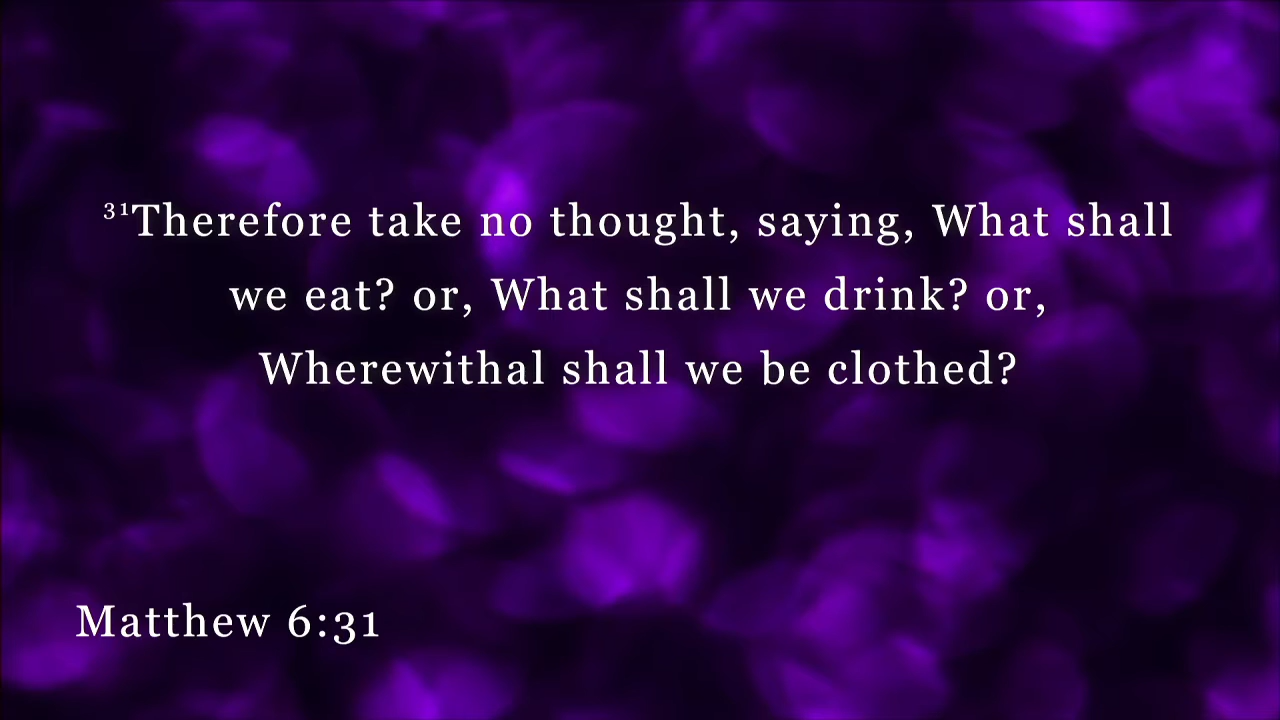 ³¹Therefore take no thought, saying, What shall
we eat? or, What shall we drink? or,
Wherewithal shall we be clothed?
Matthew 6:31